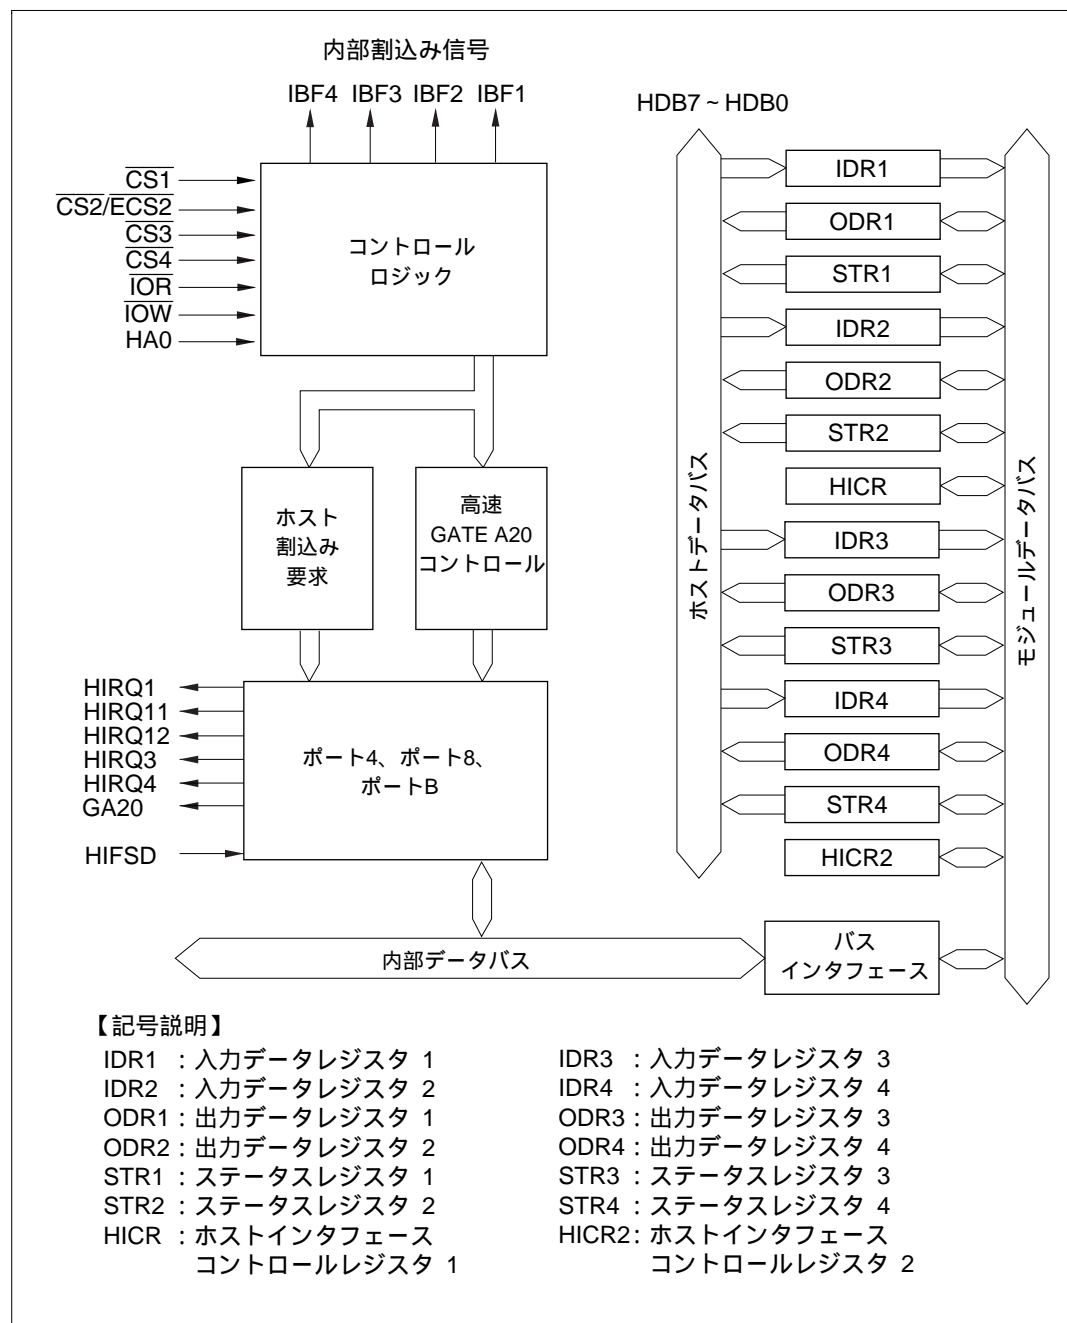 内部割込み信号
IBF4 IBF3 IBF2 IBF1
HDB7 ~ HDB0
CS1
CS2/ECS2
CS3
CS4
IOR
IOW
HA0
コントロール
ロジック
ホスト
割込み
要求
高速
GATE A20
コントロール
HIRQ1
HIRQ11
HIRQ12
HIRQ3
HIRQ4
GA20
HIFSD
ポート4、ポート8、
ポートB
ホストデータバス
IDR1
ODR1
STR1
IDR2
ODR2
STR2
HICR
IDR3
ODR3
STR3
IDR4
ODR4
STR4
HICR2
モジュールデータバス
内部データバス
バス
インタフェース
【記号説明】
IDR1 : 入力データレジスタ 1
IDR2 : 入力データレジスタ 2
ODR1 : 出力データレジスタ 1
ODR2 : 出力データレジスタ 2
STR1 : ステータスレジスタ 1
STR2 : ステータスレジスタ 2
HICR : ホストインタフェース
コントロールレジスタ 1
IDR3 : 入力データレジスタ 3
IDR4 : 入力データレジスタ 4
ODR3 : 出力データレジスタ 3
ODR4 : 出力データレジスタ 4
STR3 : ステータスレジスタ 3
STR4 : ステータスレジスタ 4
HICR2 : ホストインタフェース
コントロールレジスタ 2